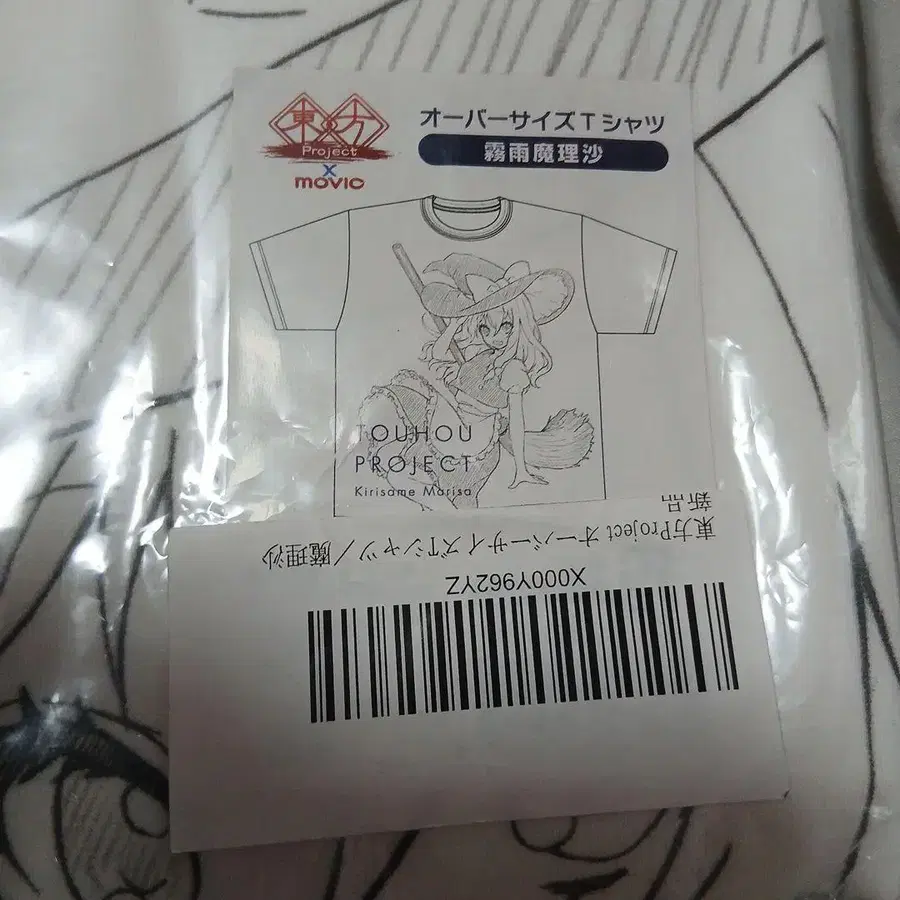 東方
Project
×
movic
オーバーサイズTシャツ
霧雨魔理沙
TOUHOU
PROJECT
Kirisame Marisa
X000Y962YZ
東方Project オーバーサイズTシャツ／魔理沙
新品